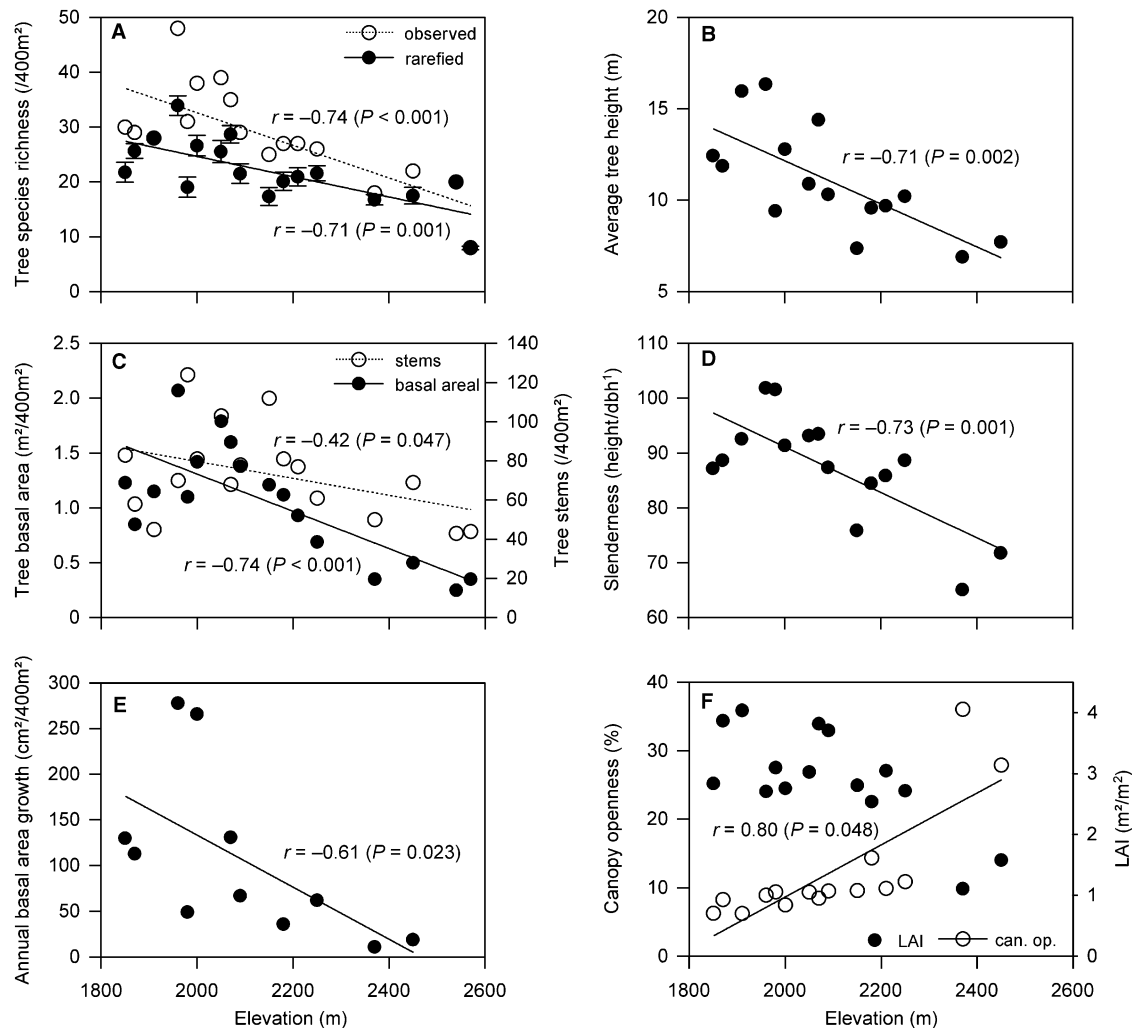 A
observed
rarefied
r = –0.74 (P < 0.001)
r = –0.71 (P = 0.001)
Tree species richness (/400m²)
50
40
30
20
10
0
B
r = –0.71 (P = 0.002)
Average tree height (m)
20
15
10
5
C
stems
basal areal
r = –0.42 (P = 0.047)
r = –0.74 (P < 0.001)
Tree basal area (m²/400m²)
2.5
2.0
1.5
1.0
0.5
0
Tree stems (/400m²)
140
120
100
80
60
40
20
0
D
r = –0.73 (P = 0.001)
Slenderness (height/dbh¹)
110
100
90
80
70
60
E
r = –0.61 (P = 0.023)
Annual basal area growth (cm²/400m²)
300
250
200
150
100
50
0
1800 2000 2200 2400 2600
Elevation (m)
F
r = 0.80 (P = 0.048)
LAI
can. op.
Canopy openness (%)
40
30
20
10
0
LAI (m²/m²)
4
3
2
1
0
1800 2000 2200 2400 2600
Elevation (m)